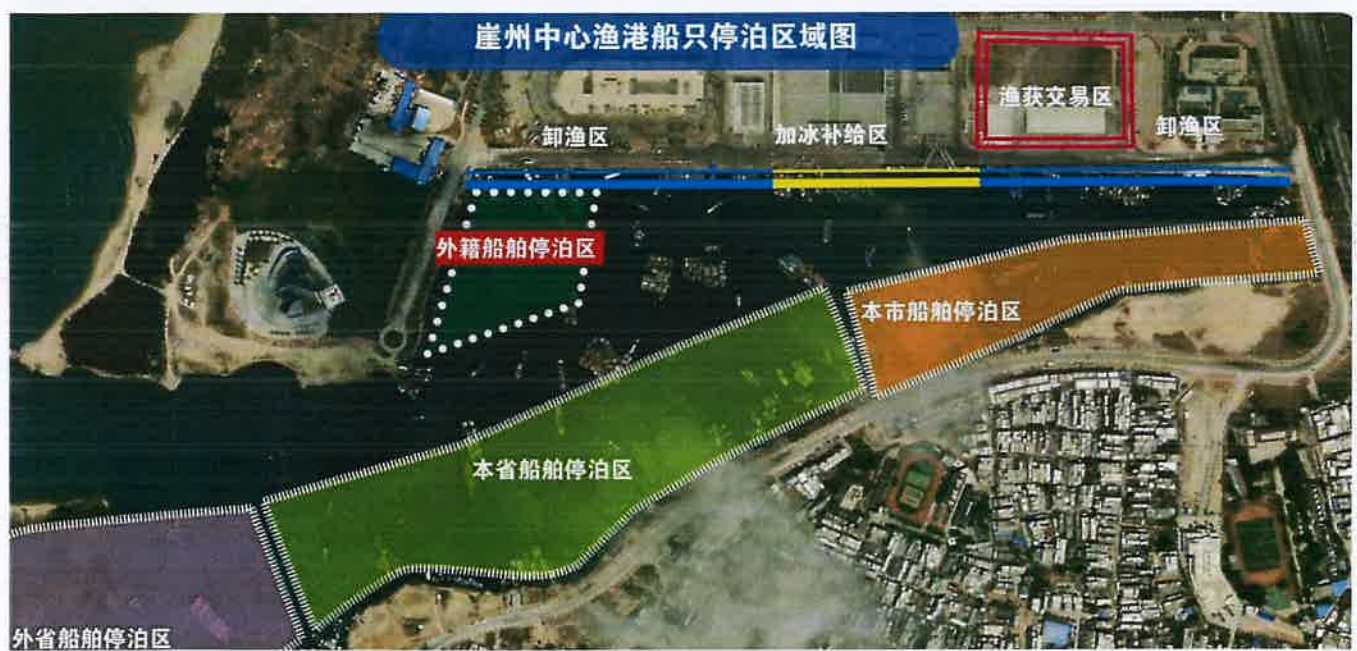 崖州中心渔港船只停泊区域图
渔获交易区
卸渔区
加冰补给区
卸渔区
外籍船舶停泊区
本市船舶停泊区
本省船舶停泊区
外省船舶停泊区